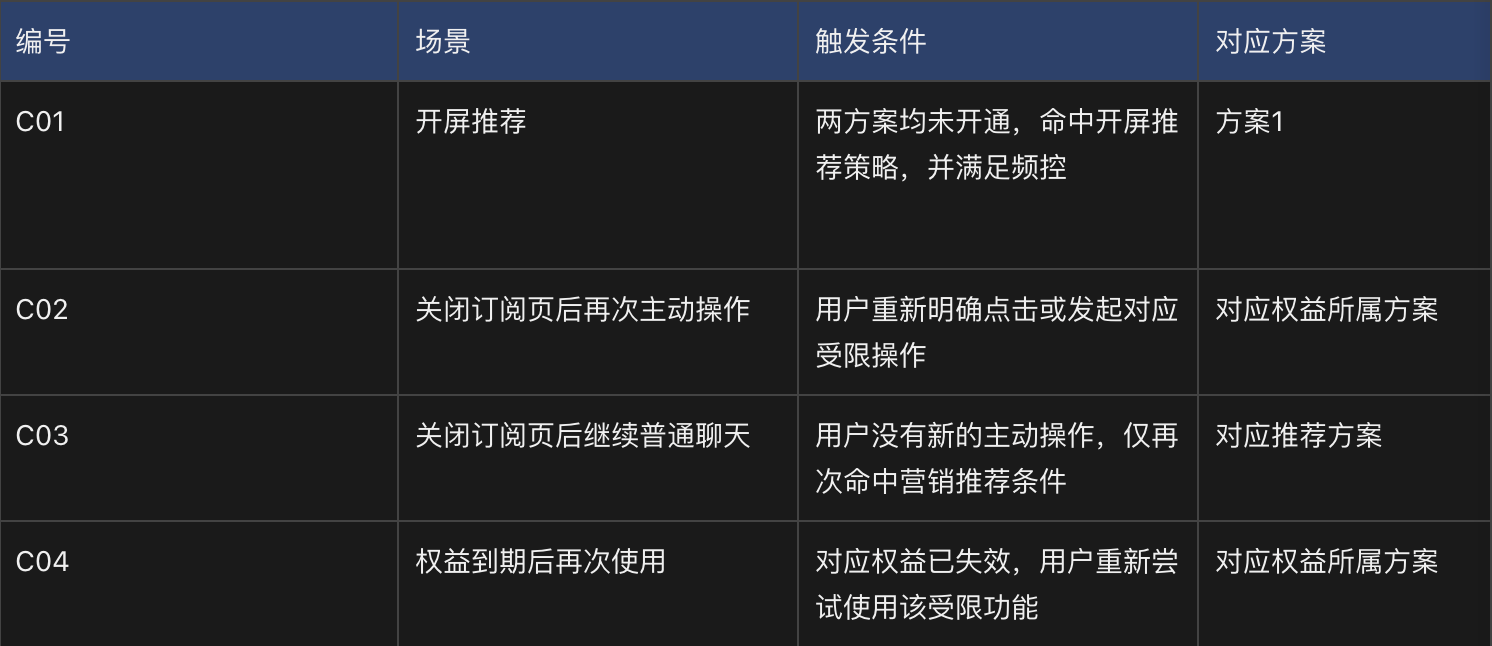 编号 场景 触发条件 对应方案
C01 开屏推荐 两方案均未开通，命中开屏推 方案1
荐策略，并满足频控
C02 关闭订阅页后再次主动操作 用户重新明确点击或发起对应 对应权益所属方案
受限操作
C03 关闭订阅页后继续普通聊天 用户没有新的主动操作，仅再 对应推荐方案
次命中营销推荐条件
C04 权益到期后再次使用 对应权益已失效，用户重新尝 对应权益所属方案
试使用该受限功能